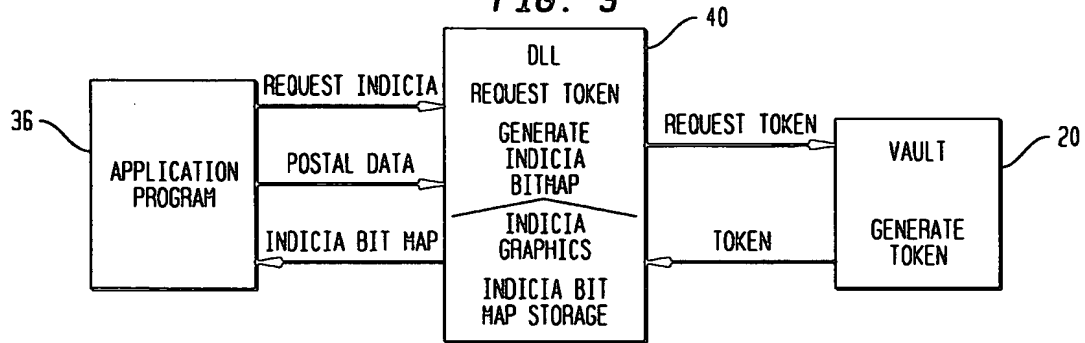 FIG. 3
40
DLL
REQUEST TOKEN
GENERATE
INDICIA
BITMAP
INDICIA
GRAPHICS
INDICIA BIT
MAP STORAGE
36
APPLICATION
PROGRAM
REQUEST INDICIA
POSTAL DATA
INDICIA BIT MAP
REQUEST TOKEN
TOKEN
20
VAULT
GENERATE
TOKEN